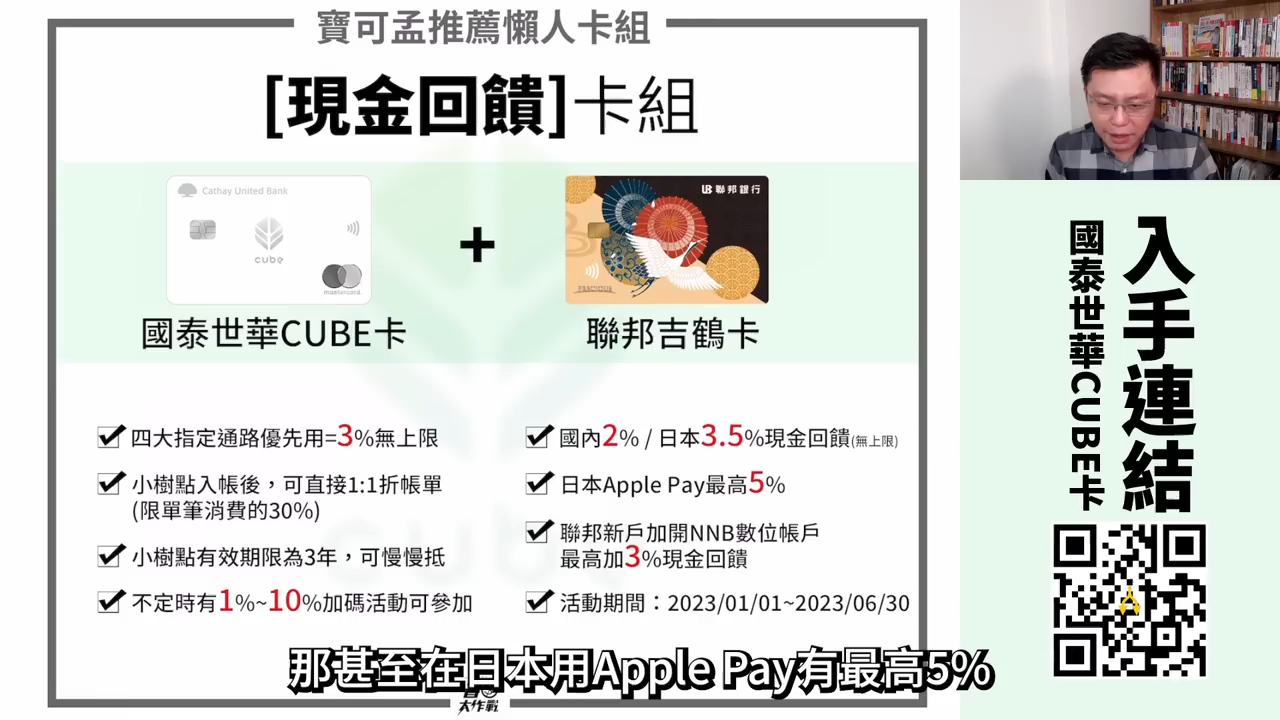 寶可孟推薦懶人卡組
[現金回饋]卡組
Cathay United Bank
cube
mastercard
國泰世華CUBE卡
+
聯邦銀行
PRECIOUS
聯邦吉鶴卡
四大指定通路優先用=3%無上限
小樹點入帳後，可直接1:1折帳單
(限單筆消費的30%)
小樹點有效期限為3年，可慢慢抵
不定時有1%~10%加碼活動可參加
國內2% / 日本3.5%現金回饋(無上限)
日本Apple Pay最高5%
聯邦新戶加開NNB數位帳戶
最高加3%現金回饋
活動期間：2023/01/01~2023/06/30
入手連結
國泰世華CUBE卡
那甚至在日本用Apple Pay有最高5%
大作戰